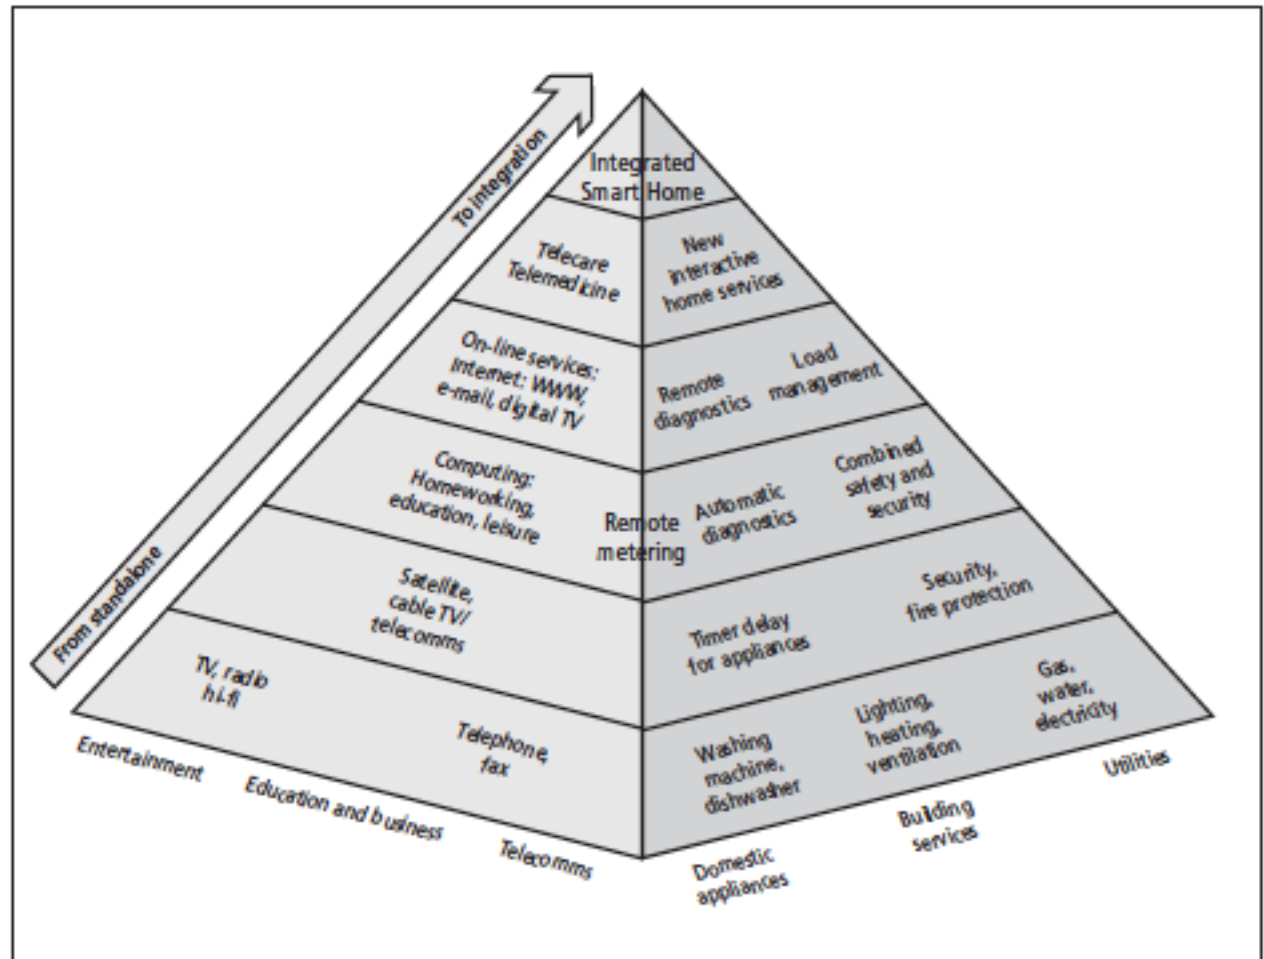 To integration
From standalone
Integrated
Smart Home
Telecare
Telemedicine
New
interactive
home services
On-line services:
Internet: WWW,
e-mail, digital TV
Remote
diagnostics
Load
management
Computing:
Homeworking,
education, leisure
Remote
metering
Automatic
diagnostics
Combined
safety and
security
Satellite,
cable TV/
telecomms
Timer delay
for appliances
Security,
fire protection
TV, radio
hi-fi
Telephone,
fax
Washing
machine,
dishwasher
Lighting,
heating,
ventilation
Gas,
water,
electricity
Entertainment
Education and business
Telecomms
Domestic
appliances
Building
services
Utilities